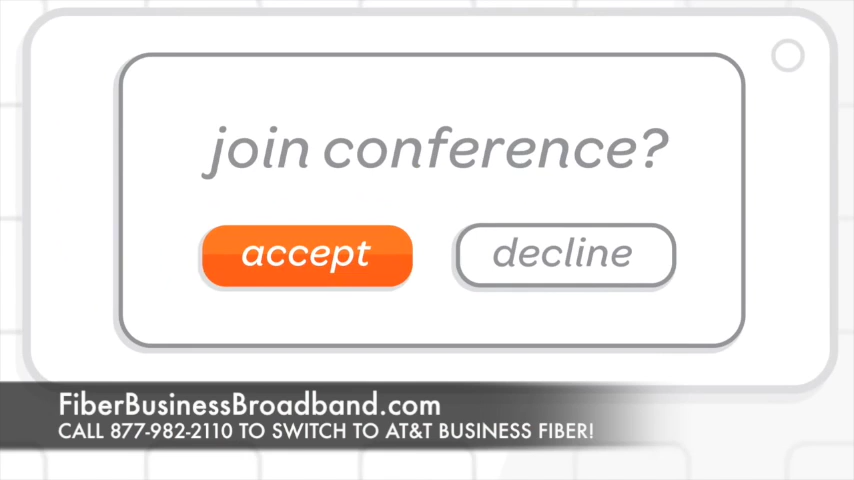 join conference?
accept
decline
FiberBusinessBroadband.com
CALL 877-982-2110 TO SWITCH TO AT&T BUSINESS FIBER!